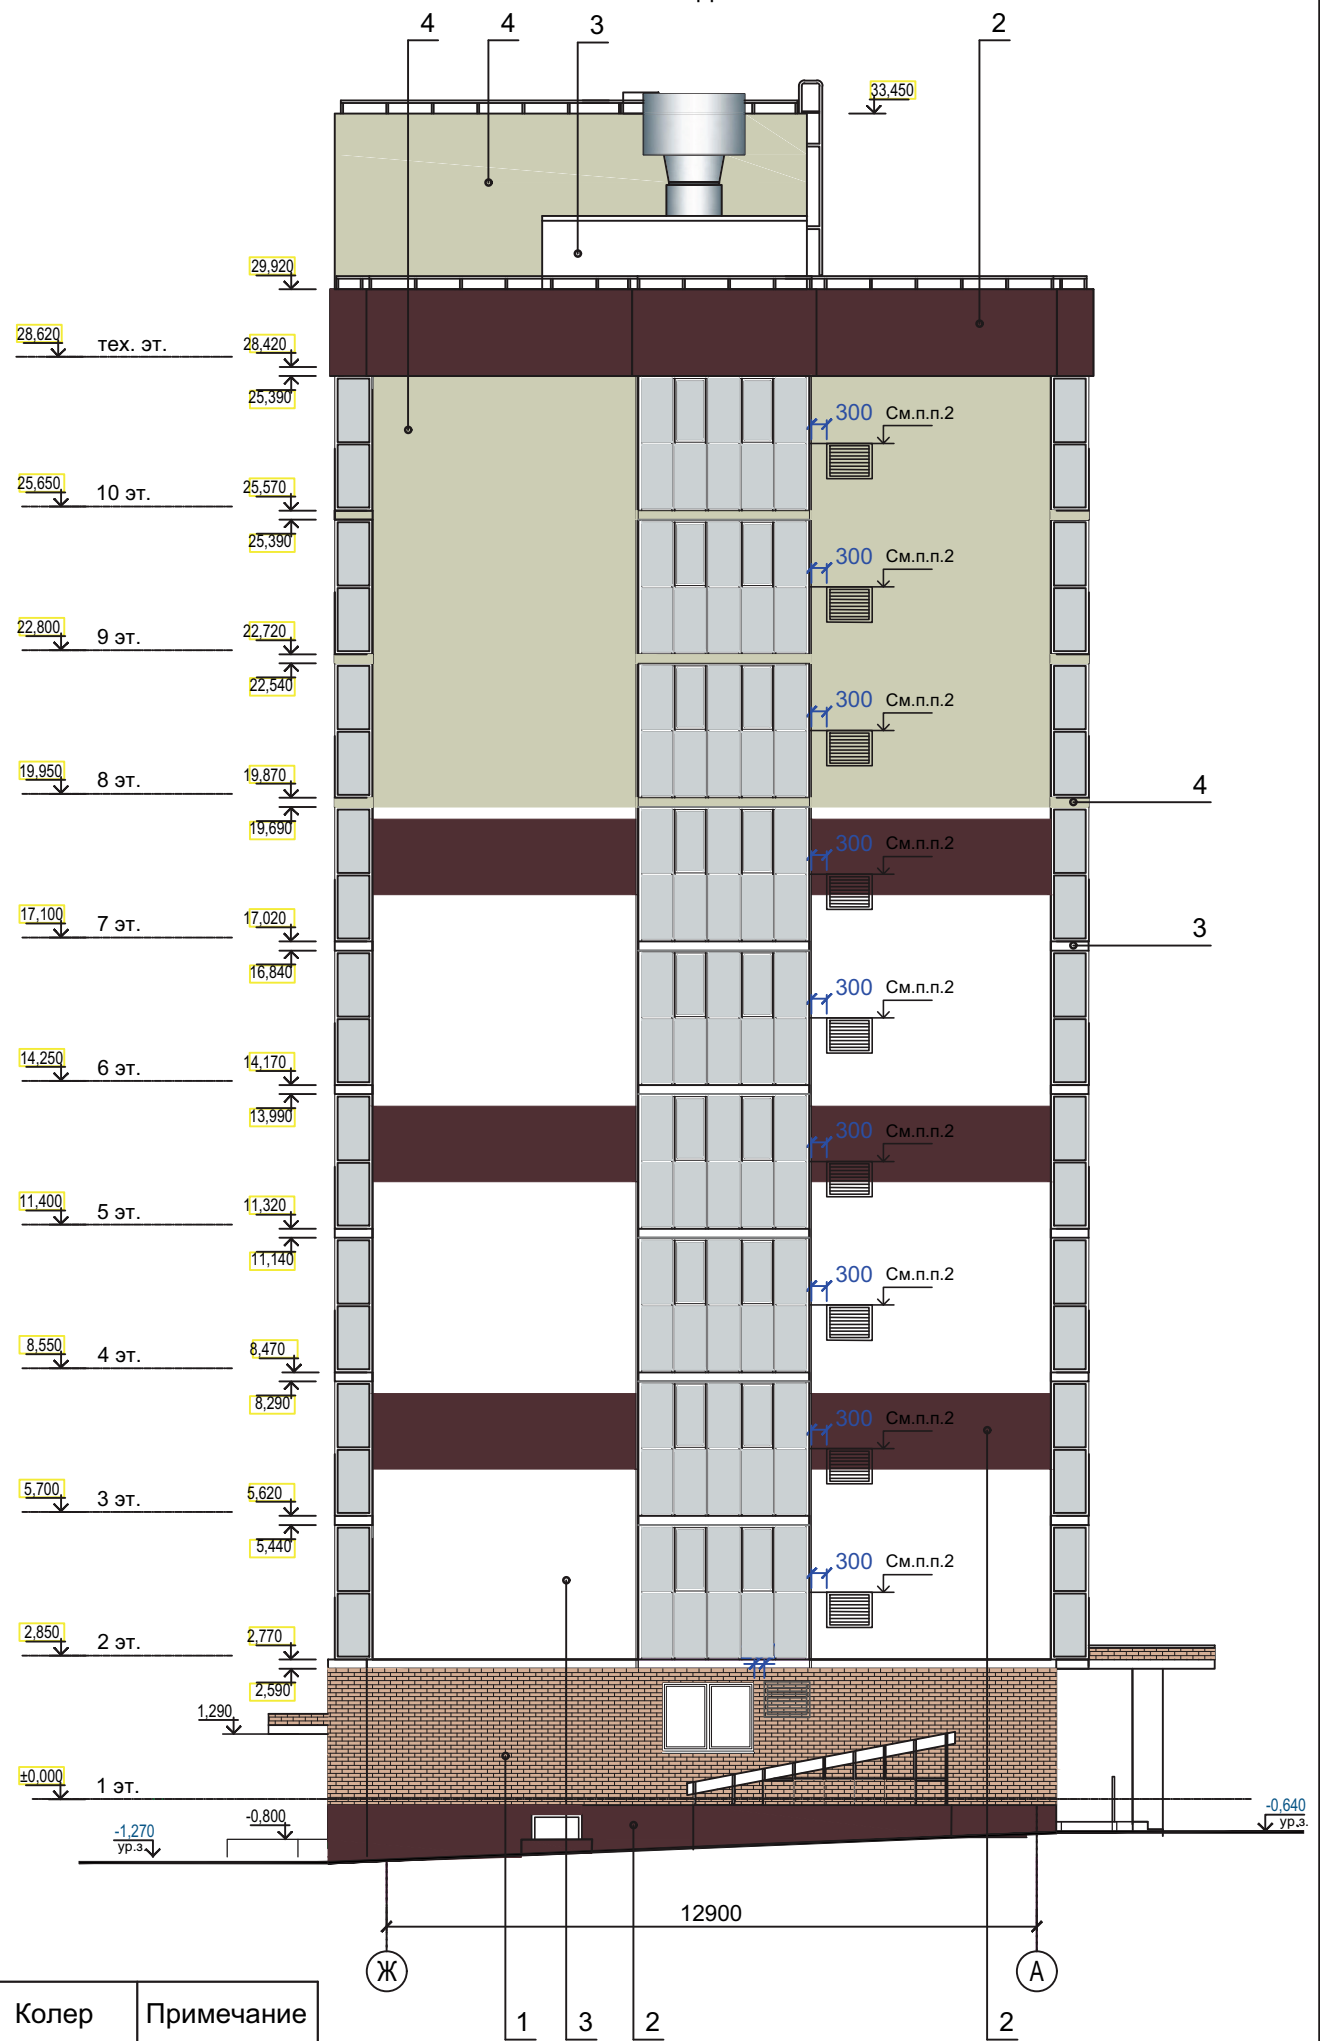 4 4 3 2
33,450
29,920
28,620 тех. эт. 28,420
25,390
300 См.п.п.2
25,650 10 эт. 25,570
25,390
300 См.п.п.2
22,800 9 эт. 22,720
22,540
300 См.п.п.2
19,950 8 эт. 19,870
4
19,690
300 См.п.п.2
17,100 7 эт. 17,020
3
16,840
300 См.п.п.2
14,250 6 эт. 14,170
13,990
300 См.п.п.2
11,400 5 эт. 11,320
11,140
300 См.п.п.2
8,550 4 эт. 8,470
8,290
300 См.п.п.2
5,700 3 эт. 5,620
5,440
300 См.п.п.2
2,850 2 эт. 2,770
2,590
1,290
±0,000 1 эт.
-0,800
-0,640
ур.з.
-1,270
ур.з.
12900
Ж А
Колер Примечание
1 3 2 2